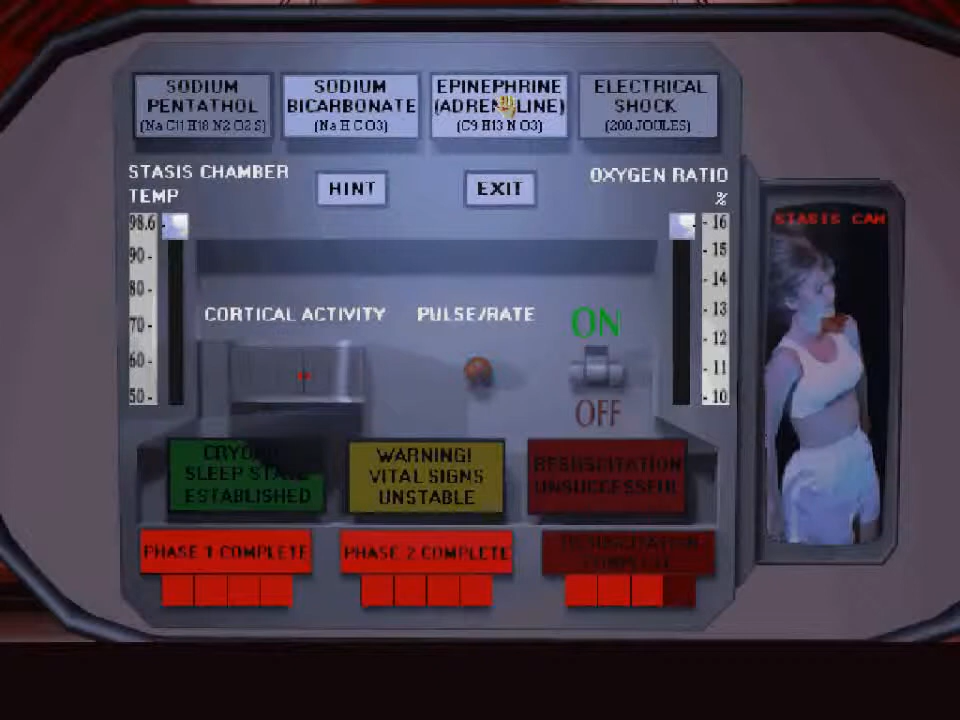 SODIUM
PENTATHOL
(Na C11 H18 N2 O2 S)
SODIUM
BICARBONATE
(Na H C O3)
EPINEPHRINE
(ADRENALINE)
(C9 H13 N O3)
ELECTRICAL
SHOCK
(200 JOULES)
STASIS CHAMBER
TEMP
HINT
EXIT
OXYGEN RATIO
%
98.6
90
80
70
60
50
16
15
14
13
12
11
10
STASIS CAM
CORTICAL ACTIVITY
PULSE/RATE
ON
OFF
SLEEP STATE
ESTABLISHED
WARNING!
VITAL SIGNS
UNSTABLE
RESUSCITATION
UNSUCCESSFUL
PHASE 1 COMPLETE
PHASE 2 COMPLETE
RESUSCITATION
COMPLETE